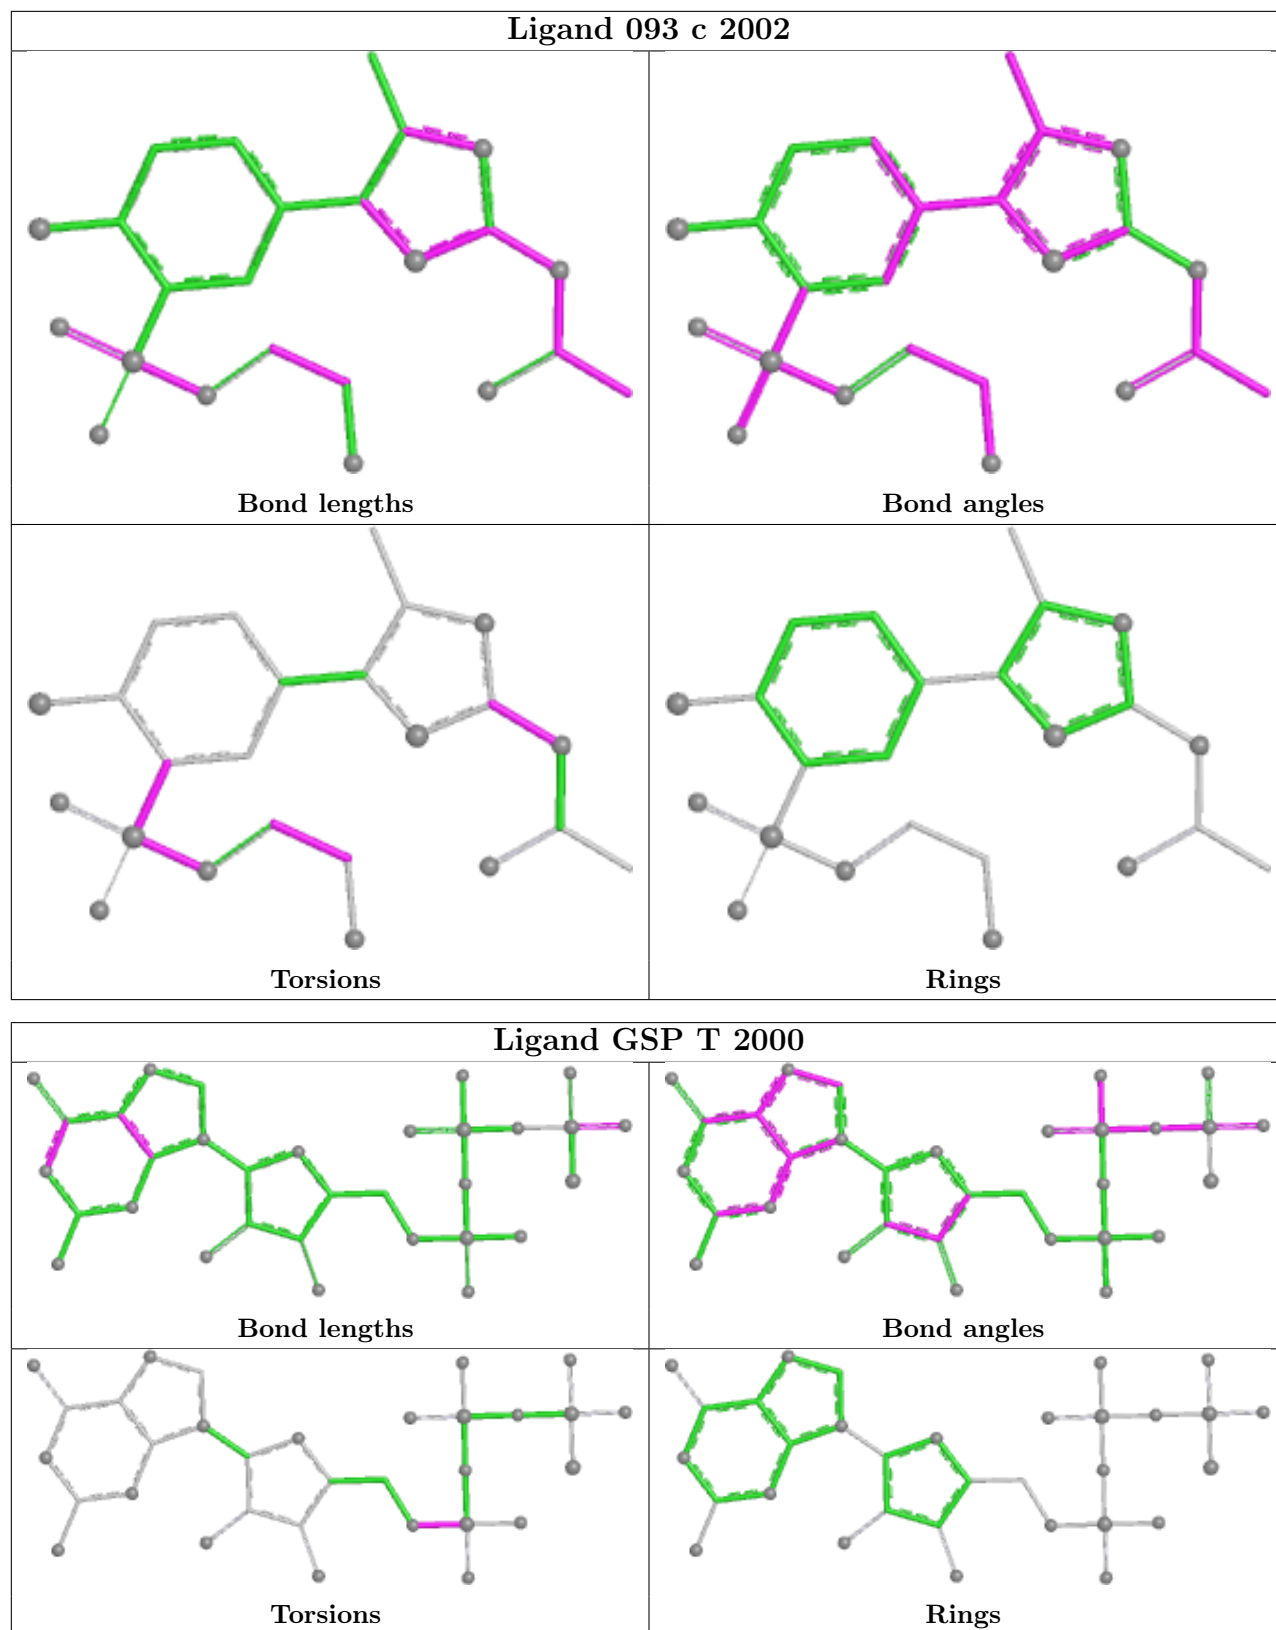 Ligand 093 c 2002
Bond lengths
Bond angles
Torsions
Rings
Ligand GSP T 2000
Bond lengths
Bond angles
Torsions
Rings